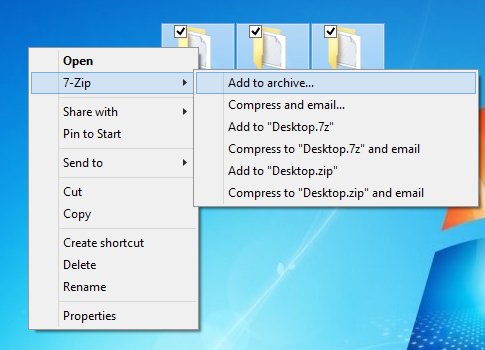 Open
7-Zip
Share with
Pin to Start
Send to
Cut
Copy
Create shortcut
Delete
Rename
Properties
Add to archive...
Compress and email...
Add to "Desktop.7z"
Compress to "Desktop.7z" and email
Add to "Desktop.zip"
Compress to "Desktop.zip" and email